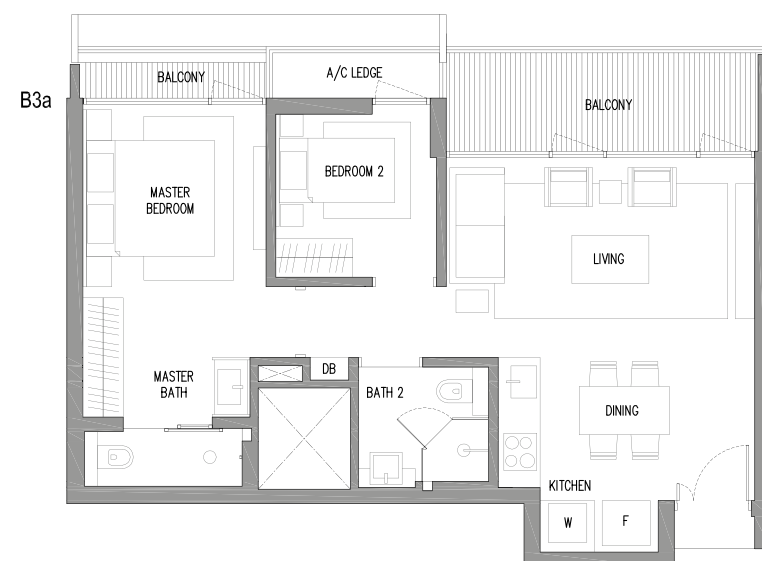 B3a
BALCONY
A/C LEDGE
BALCONY
MASTER
BEDROOM
BEDROOM 2
LIVING
MASTER
BATH
DB
BATH 2
DINING
KITCHEN
W
F